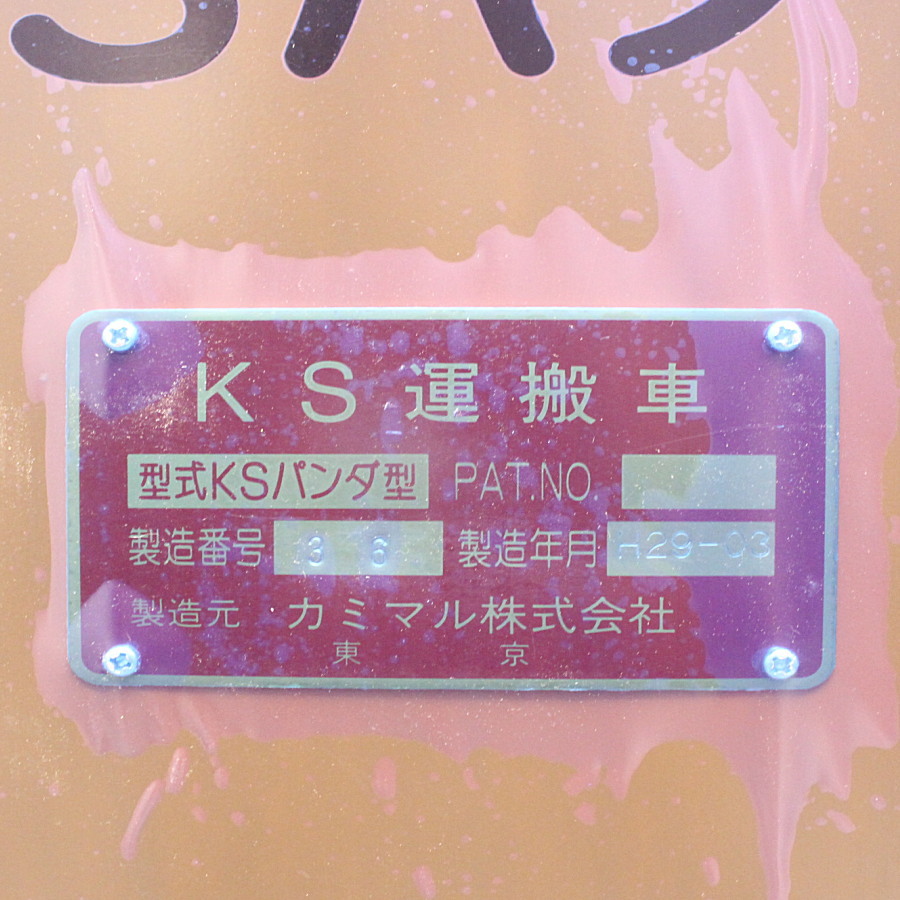 KS運搬車
型式KSパンダ型 PAT.NO.
製造番号 36 製造年月 H29-03
製造元 カミマル株式会社
東京